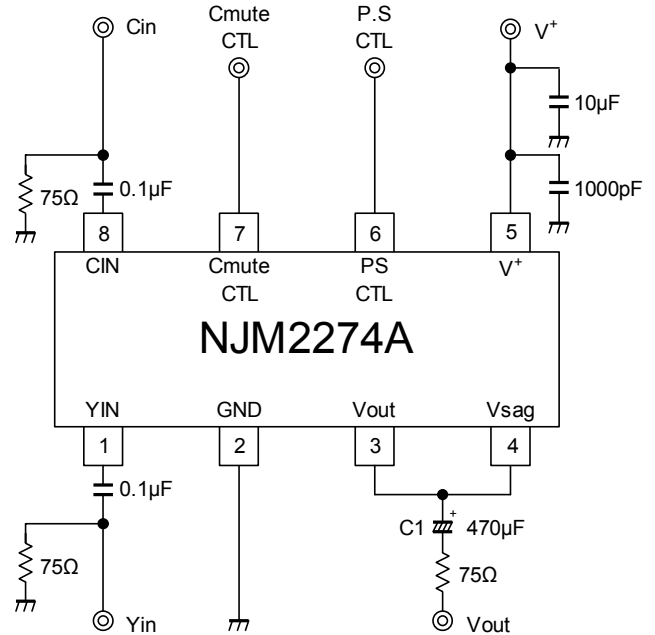 Cin
Cmute
CTL
P.S
CTL
V+
10µF
75Ω
0.1µF
1000pF
8
7
6
5
CIN
Cmute
CTL
PS
CTL
V+
NJM2274A
YIN
GND
Vout
Vsag
1
2
3
4
0.1µF
C1
+
470µF
75Ω
75Ω
Yin
Vout